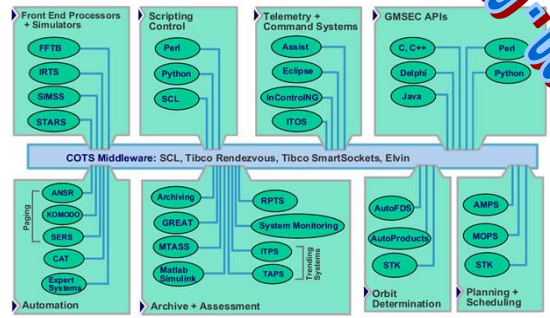 Front End Processors
+ Simulators
FFTB
IRTS
SIMSS
STARS
Scripting
Control
Perl
Python
SCL
Telemetry +
Command Systems
Assist
Eclipse
InControlNG
ITOS
GMSEC APIs
C, C++
Delphi
Java
Perl
Python
COTS Middleware: SCL, Tibco Rendezvous, Tibco SmartSockets, Elvin
Paging
ANSR
KOMODO
SERS
CAT
Expert
Systems
Automation
Archiving
GREAT
MTASS
Matlab
Simulink
RPTS
System Monitoring
ITPS
TAPS
Trending
Systems
Archive + Assessment
AutoFDS
AutoProducts
STK
Orbit
Determination
AMPS
MOPS
STK
Planning +
Scheduling